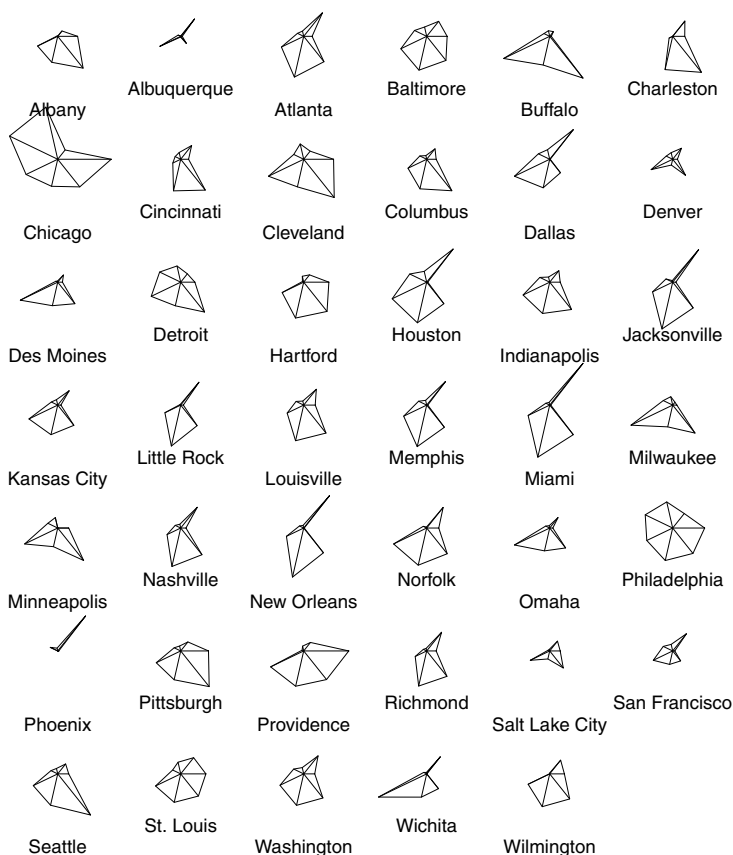 Albany
Albuquerque
Atlanta
Baltimore
Buffalo
Charleston
Chicago
Cincinnati
Cleveland
Columbus
Dallas
Denver
Des Moines
Detroit
Hartford
Houston
Indianapolis
Jacksonville
Kansas City
Little Rock
Louisville
Memphis
Miami
Milwaukee
Minneapolis
Nashville
New Orleans
Norfolk
Omaha
Philadelphia
Phoenix
Pittsburgh
Providence
Richmond
Salt Lake City
San Francisco
Seattle
St. Louis
Washington
Wichita
Wilmington